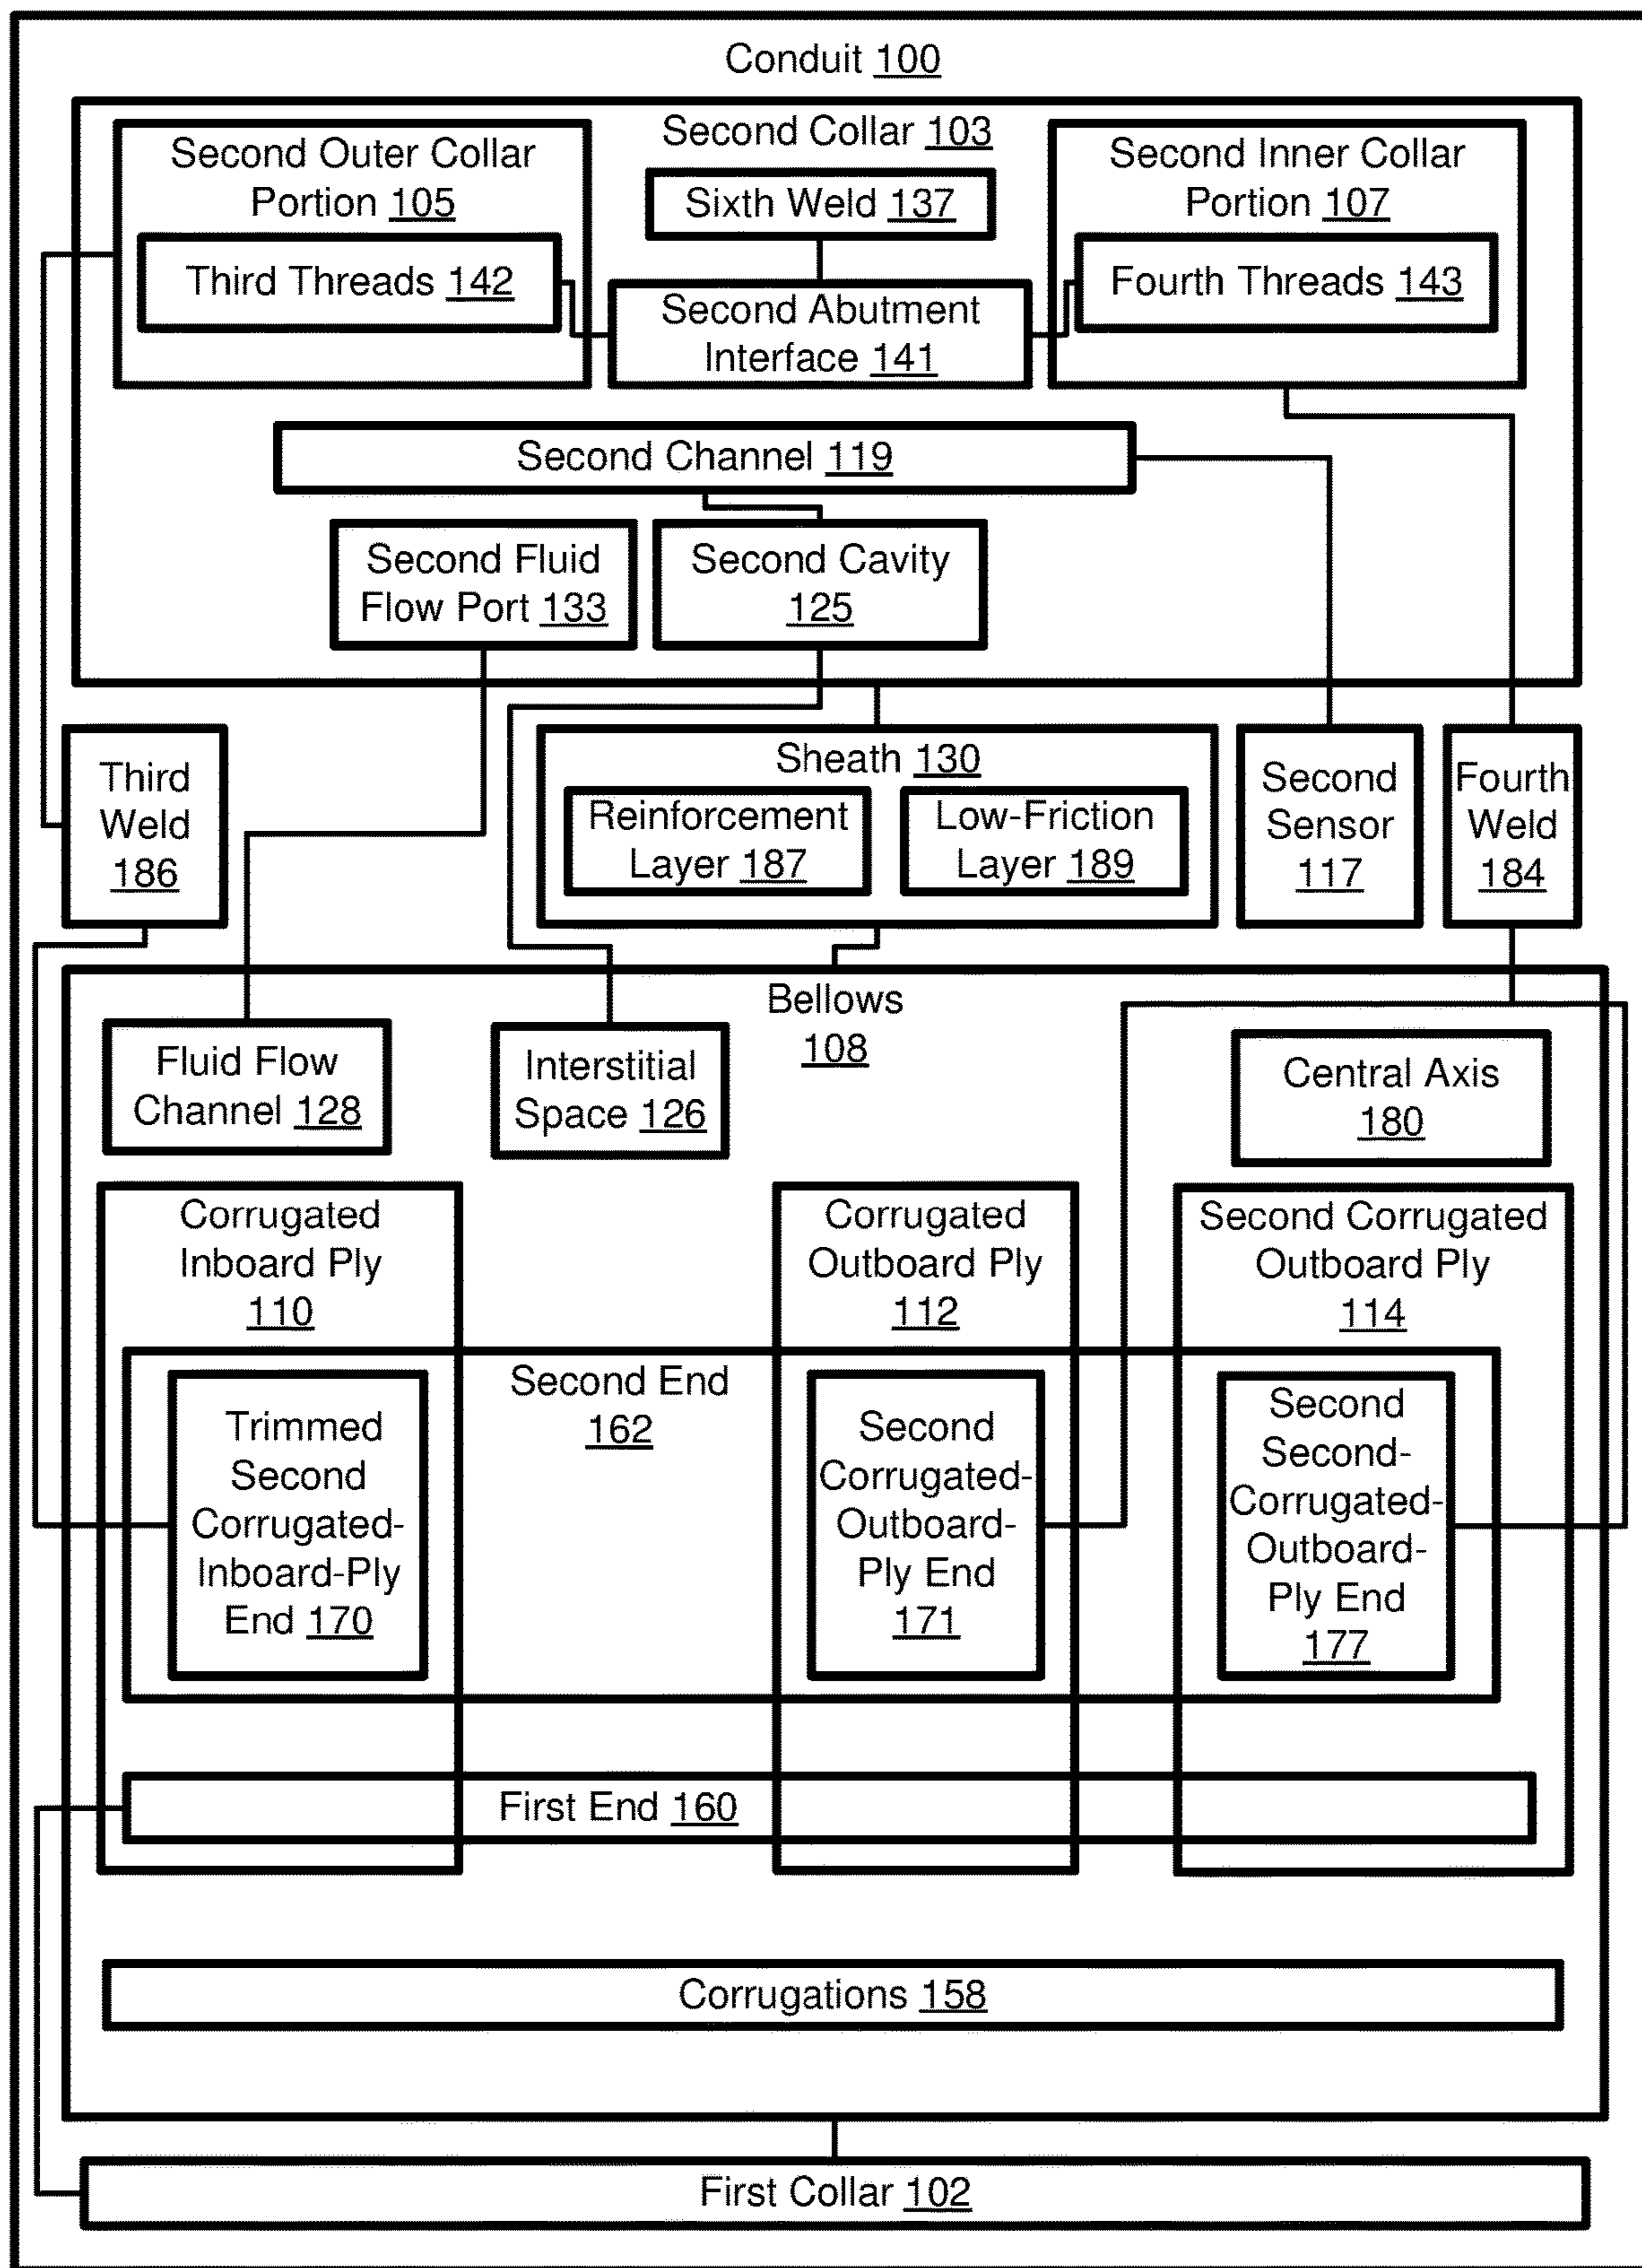 Conduit 100
Second Collar 103
Second Outer Collar
Portion 105
Third Threads 142
Sixth Weld 137
Second Abutment
Interface 141
Second Inner Collar
Portion 107
Fourth Threads 143
Second Channel 119
Second Fluid
Flow Port 133
Second Cavity
125
Third
Weld
186
Sheath 130
Reinforcement
Layer 187
Low-Friction
Layer 189
Second
Sensor
117
Fourth
Weld
184
Bellows
108
Fluid Flow
Channel 128
Interstitial
Space 126
Central Axis
180
Corrugated
Inboard Ply
110
Corrugated
Outboard Ply
112
Second Corrugated
Outboard Ply
114
Second End
162
Trimmed
Second
Corrugated-
Inboard-Ply
End 170
Second
Corrugated-
Outboard-
Ply End
171
Second
Second-
Corrugated-
Outboard-
Ply End
177
First End 160
Corrugations 158
First Collar 102